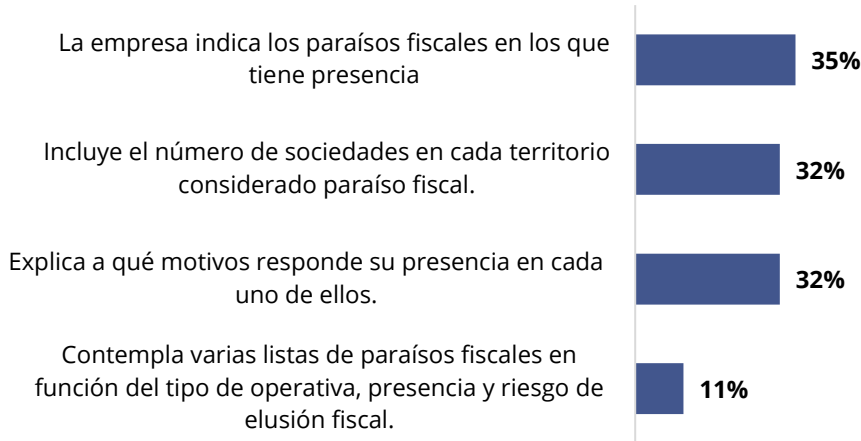 La empresa indica los paraísos fiscales en los que
tiene presencia
35%
Incluye el número de sociedades en cada territorio
considerado paraíso fiscal.
32%
Explica a qué motivos responde su presencia en cada
uno de ellos.
32%
Contempla varias listas de paraísos fiscales en
función del tipo de operativa, presencia y riesgo de
elusión fiscal.
11%